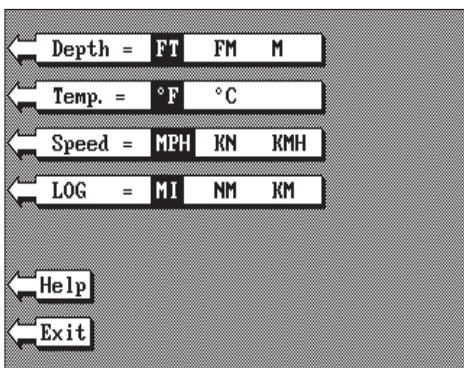 Depth = FT FM M
Temp. = °F °C
Speed = MPH KN KMH
LOG = MI NM KM
Help
Exit